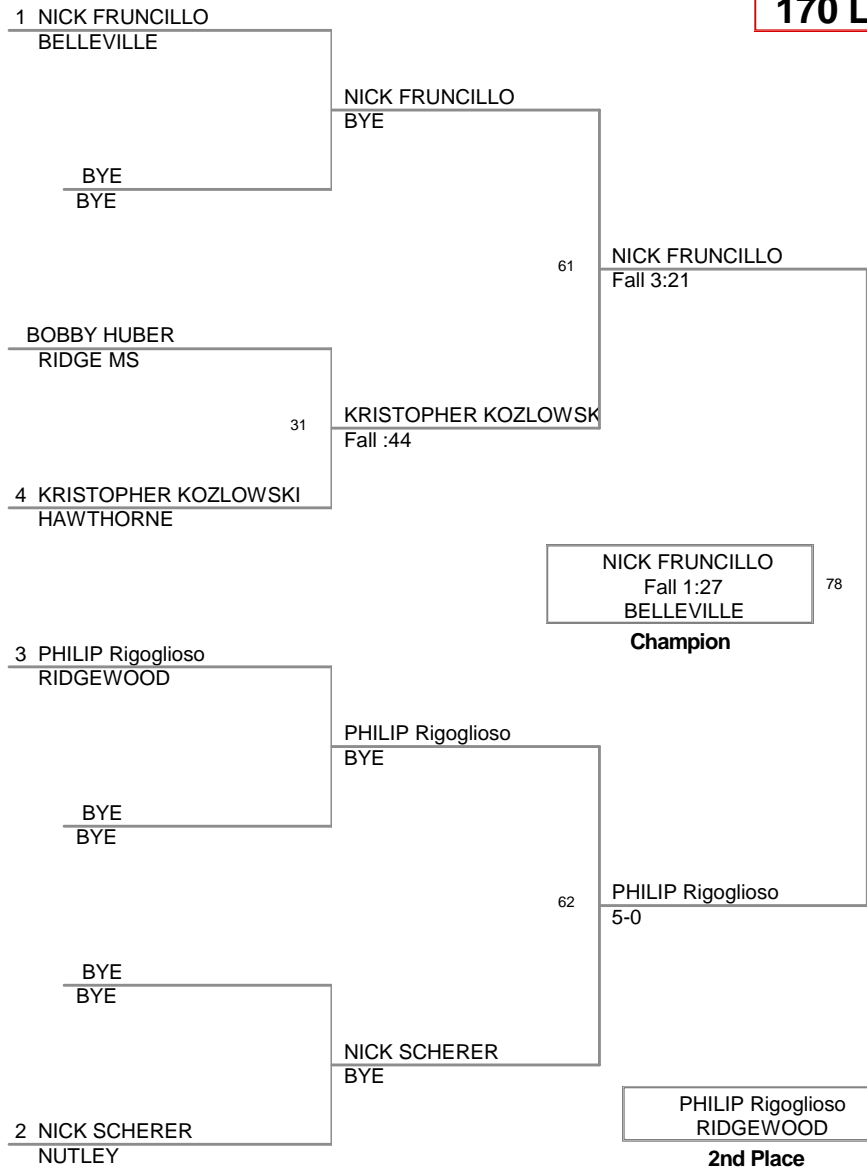 170 L
1 NICK FRUNCILLO
BELLEVILLE
NICK FRUNCILLO
BYE
BYE
BYE
61
NICK FRUNCILLO
Fall 3:21
BOBBY HUBER
RIDGE MS
31
KRISTOPHER KOZLOWSK
Fall :44
4 KRISTOPHER KOZLOWSKI
HAWTHORNE
NICK FRUNCILLO
Fall 1:27
BELLEVILLE
78
Champion
3 PHILIP Rigoglioso
RIDGEWOOD
PHILIP Rigoglioso
BYE
BYE
BYE
62
PHILIP Rigoglioso
5-0
BYE
BYE
NICK SCHERER
BYE
2 NICK SCHERER
NUTLEY
PHILIP Rigoglioso
RIDGEWOOD
2nd Place